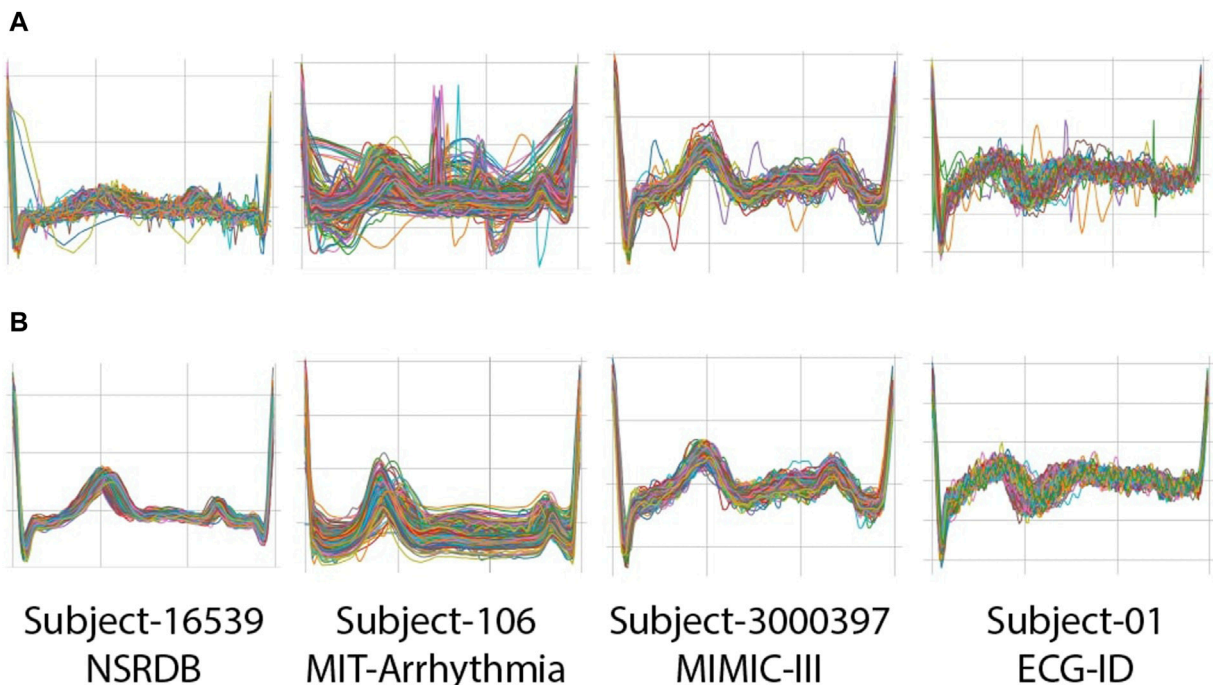 A
B
Subject-16539 Subject-106 Subject-3000397 Subject-01
NSRDB MIT-Arrhythmia MIMIC-III ECG-ID